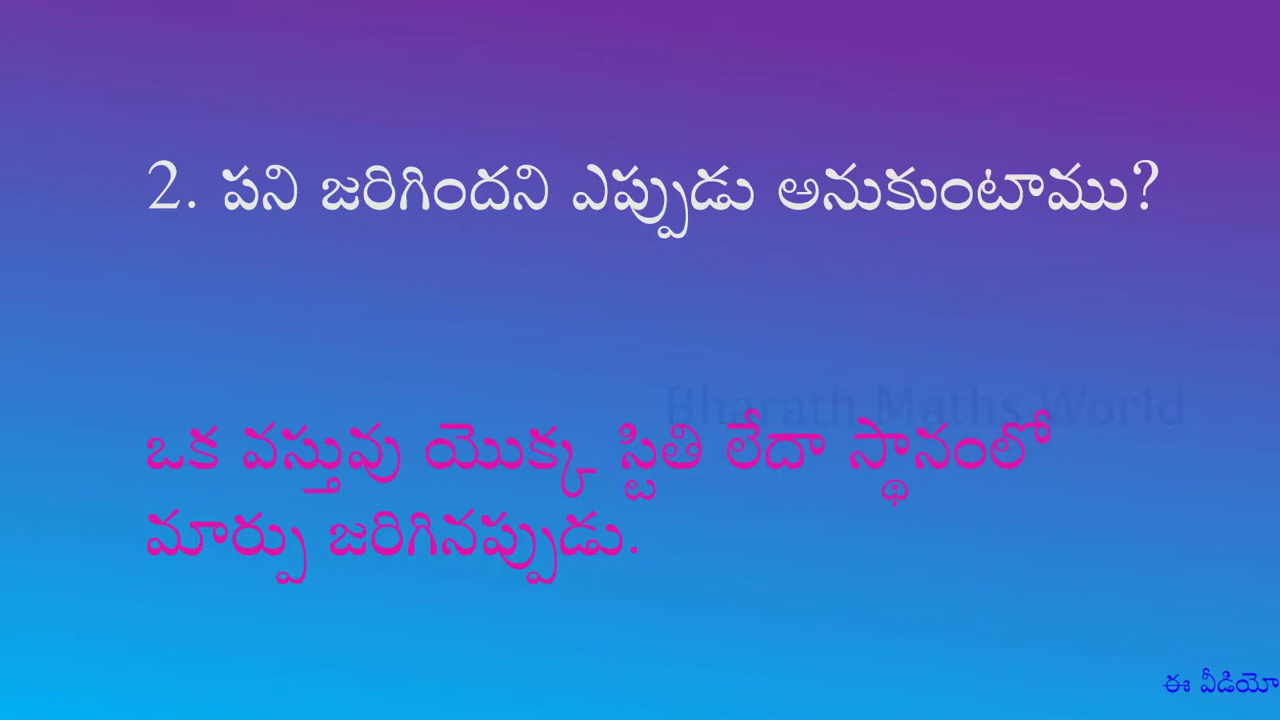 2. పని జరిగిందని ఎప్పుడు అనుకుంటాము?
Bharath Maths World
ఒక వస్తువు యొక్క స్టితి లేదా స్థానంలో
మార్పు జరిగినప్పుడు.
ఈ వీడియో